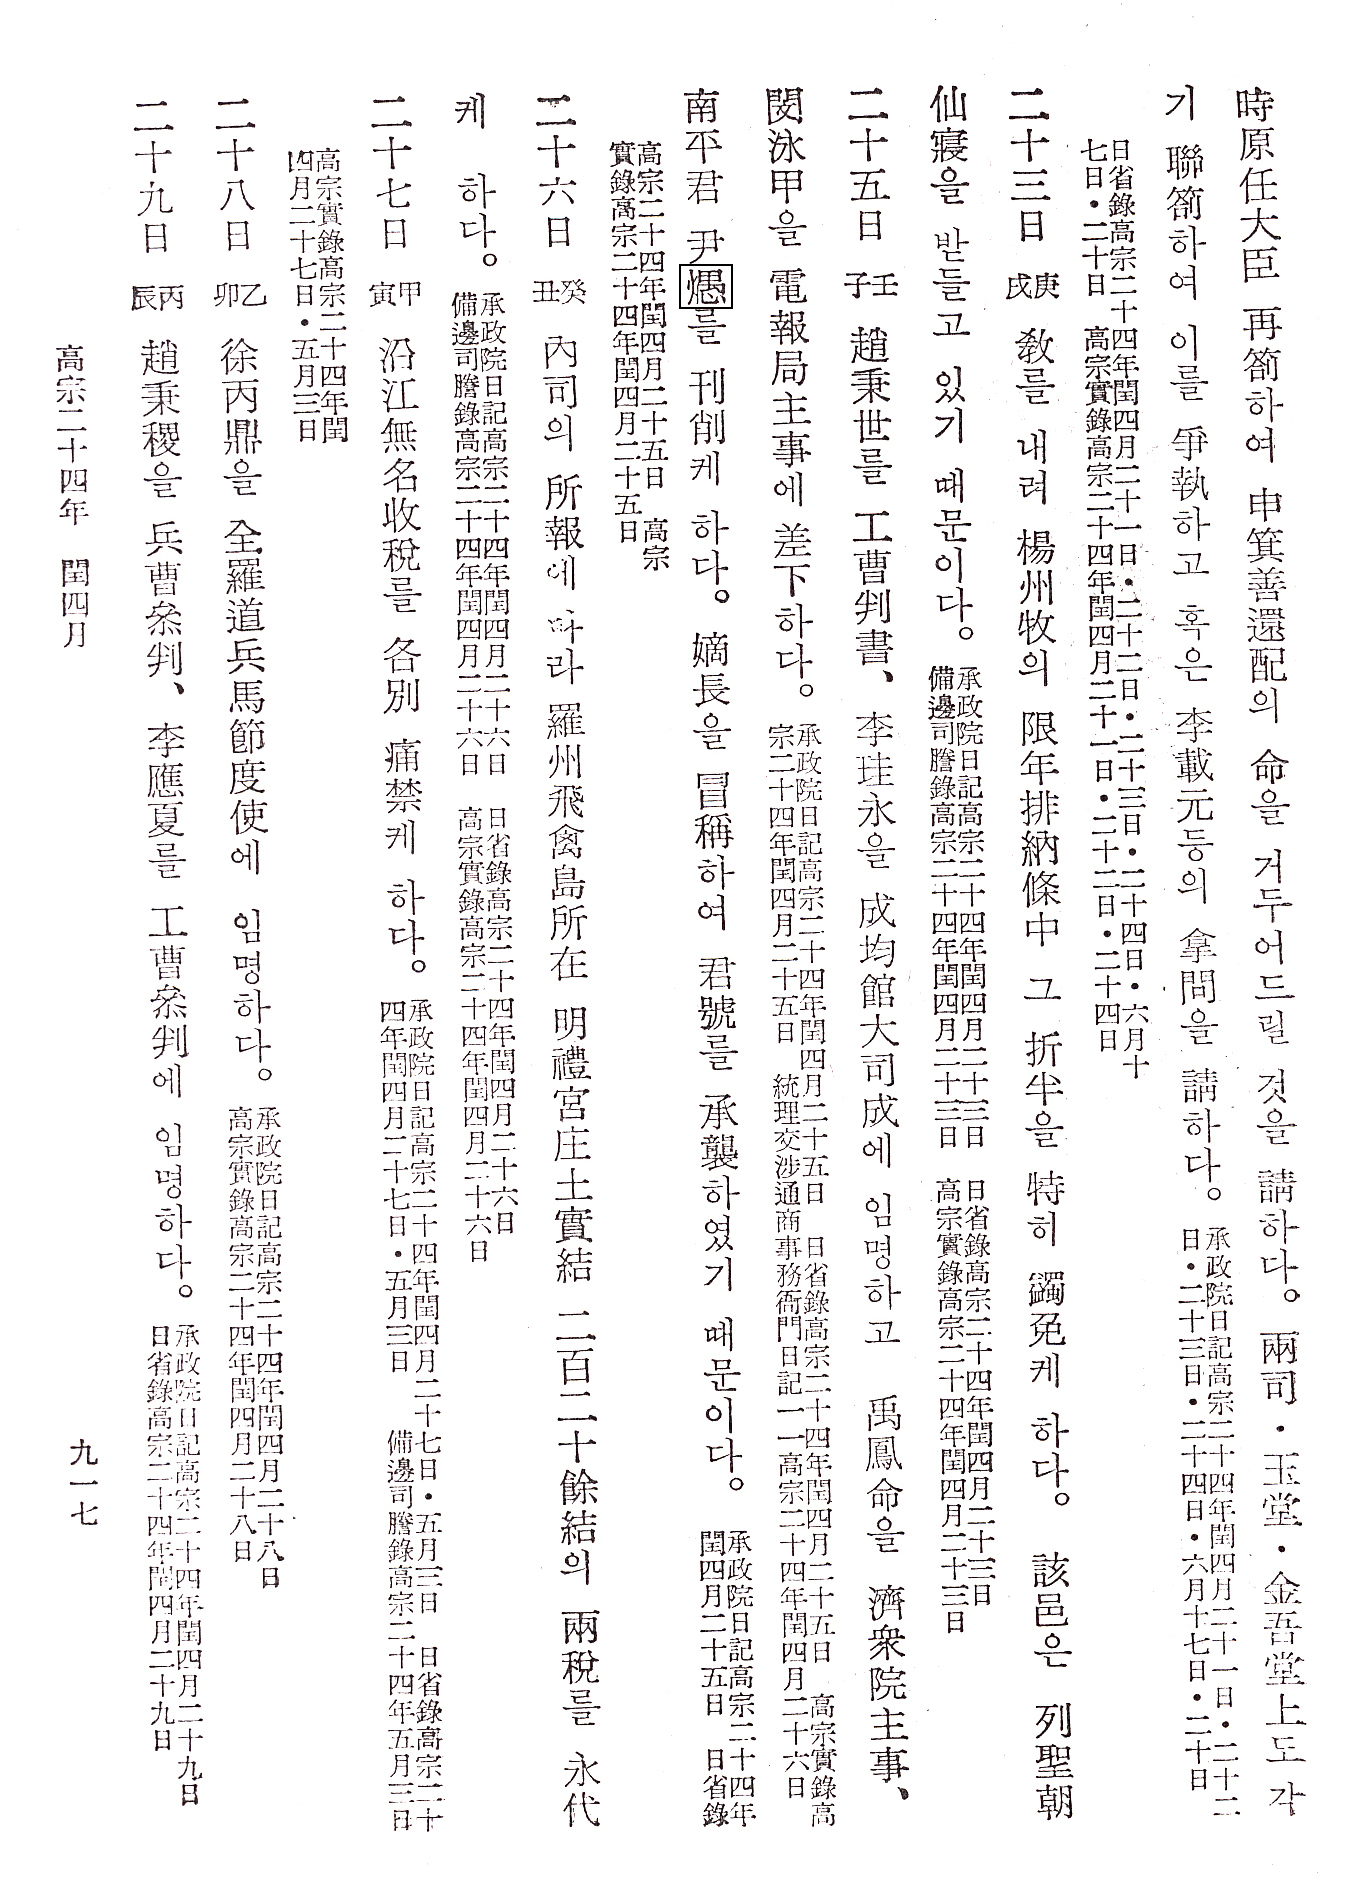 時原任大臣 再箚하여 申箕善還配의 命을 거두어드릴 것을 請하다。 兩司·玉堂·金吾堂上도 각
기 聯箚하여 이를 爭執하고 혹은 李載元등의 拿問을 請하다。 承政院日記高宗二十四年閏四月二十一日·二十二
日·二十三日·二十四日·六月十七日·二十日
日省錄高宗二十四年閏四月二十一日·二十二日·二十三日·二十四日·六月十
七日·二十日 高宗實錄高宗二十四年閏四月二十一日·二十二日·二十四日
二十三日 庚戌 敎를 내려 楊州牧의 限年排納條中 그 折半을 特히 蠲免케 하다。 該邑은 列聖朝
仙寢을 받들고 있기 때문이다。 承政院日記高宗二十四年閏四月二十三日 日省錄高宗二十四年閏四月二十三日
備邊司謄錄高宗二十四年閏四月二十三日 高宗實錄高宗二十四年閏四月二十三日
二十五日 壬子 趙秉世를 工曹判書、 李珪永을 成均館大司成에 임명하고 禹鳳命을 濟衆院主事、
閔泳甲을 電報局主事에 差下하다。 承政院日記高宗二十四年閏四月二十五日 日省錄高宗二十四年閏四月二十五日 高宗實錄高
宗二十四年閏四月二十五日 統理交涉通商事務衙門日記一一高宗二十四年閏四月二十六日
南平君 尹㥥를 刊削케 하다。 嫡長을 冒稱하여 君號를 承襲하였기 때문이다。 承政院日記高宗二十四年
閏四月二十五日 日省錄
高宗二十四年閏四月二十五日 高宗
實錄高宗二十四年閏四月二十五日
二十六日 癸丑 內司의 所報에 따라 羅州飛禽島所在 明禮宮庄土實結 二百二十餘結의 兩稅를 永代
케 하다。 承政院日記高宗二十四年閏四月二十六日 日省錄高宗二十四年閏四月二十六日
備邊司謄錄高宗二十四年閏四月二十六日 高宗實錄高宗二十四年閏四月二十六日
二十七日 甲寅 沿江無名收稅를 各別 痛禁케 하다。 承政院日記高宗二十四年閏四月二十七日·五月三日 日省錄高宗二十
四年閏四月二十七日·五月三日 備邊司謄錄高宗二十四年五月三日
高宗實錄高宗二十四年閏
四月二十七日·五月三日
二十八日 乙卯 徐丙鼎을 全羅道兵馬節度使에 임명하다。 承政院日記高宗二十四年閏四月二十八日
高宗實錄高宗二十四年閏四月二十八日
二十九日 丙辰 趙秉稷을 兵曹叅判、 李應夏를 工曹叅判에 임명하다。 承政院日記高宗二十四年閏四月二十九日
日省錄高宗二十四年閏四月二十九日
高宗二十四年 閏四月
九一七